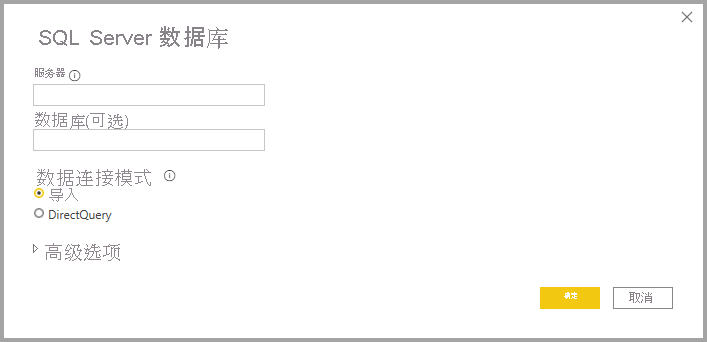 SQL Server 数据库
服务器
数据库(可选)
数据连接模式
导入
DirectQuery
高级选项
确定 取消